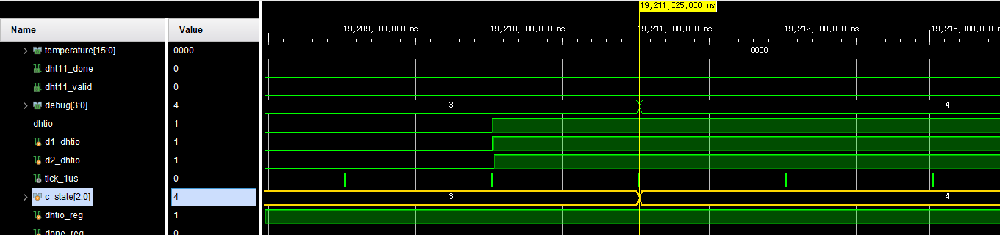 19,211,025,000 ns
Name Value
19,209,000,000 ns 19,210,000,000 ns 19,211,000,000 ns 19,212,000,000 ns 19,213,000,000 ns
temperature[15:0] 0000 0000
dht11_done 0
dht11_valid 0
debug[3:0] 4 3 4
dhtio 1
d1_dhtio 1
d2_dhtio 1
tick_1us 0
c_state[2:0] 4 3 4
dhtio_reg 1
done_reg 0